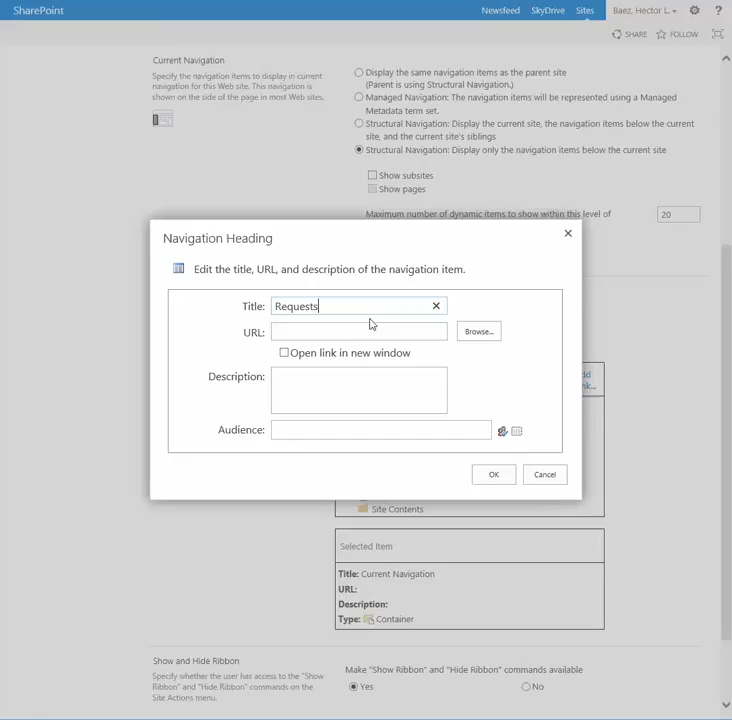 SharePoint
Newsfeed SkyDrive Sites Baez, Hector L. ?
SHARE FOLLOW
Current Navigation
Specify the navigation items to display in current
navigation for this Web site. This navigation is
shown on the side of the page in most Web sites.
Display the same navigation items as the parent site
(Parent is using Structural Navigation.)
Managed Navigation: The navigation items will be represented using a Managed
Metadata term set.
Structural Navigation: Display the current site, the navigation items below the current
site, and the current site's siblings
Structural Navigation: Display only the navigation items below the current site
Show subsites
Show pages
Maximum number of dynamic items to show within this level of
20
Navigation Heading
Edit the title, URL, and description of the navigation item.
Title: Requests
URL:
Browse...
Open link in new window
Description:
Audience:
OK Cancel
Site Contents
Selected Item
Title: Current Navigation
URL:
Description:
Type: Container
Show and Hide Ribbon
Specify whether the user has access to the "Show
Ribbon" and "Hide Ribbon" commands on the
Site Actions menu.
Make "Show Ribbon" and "Hide Ribbon" commands available
Yes No